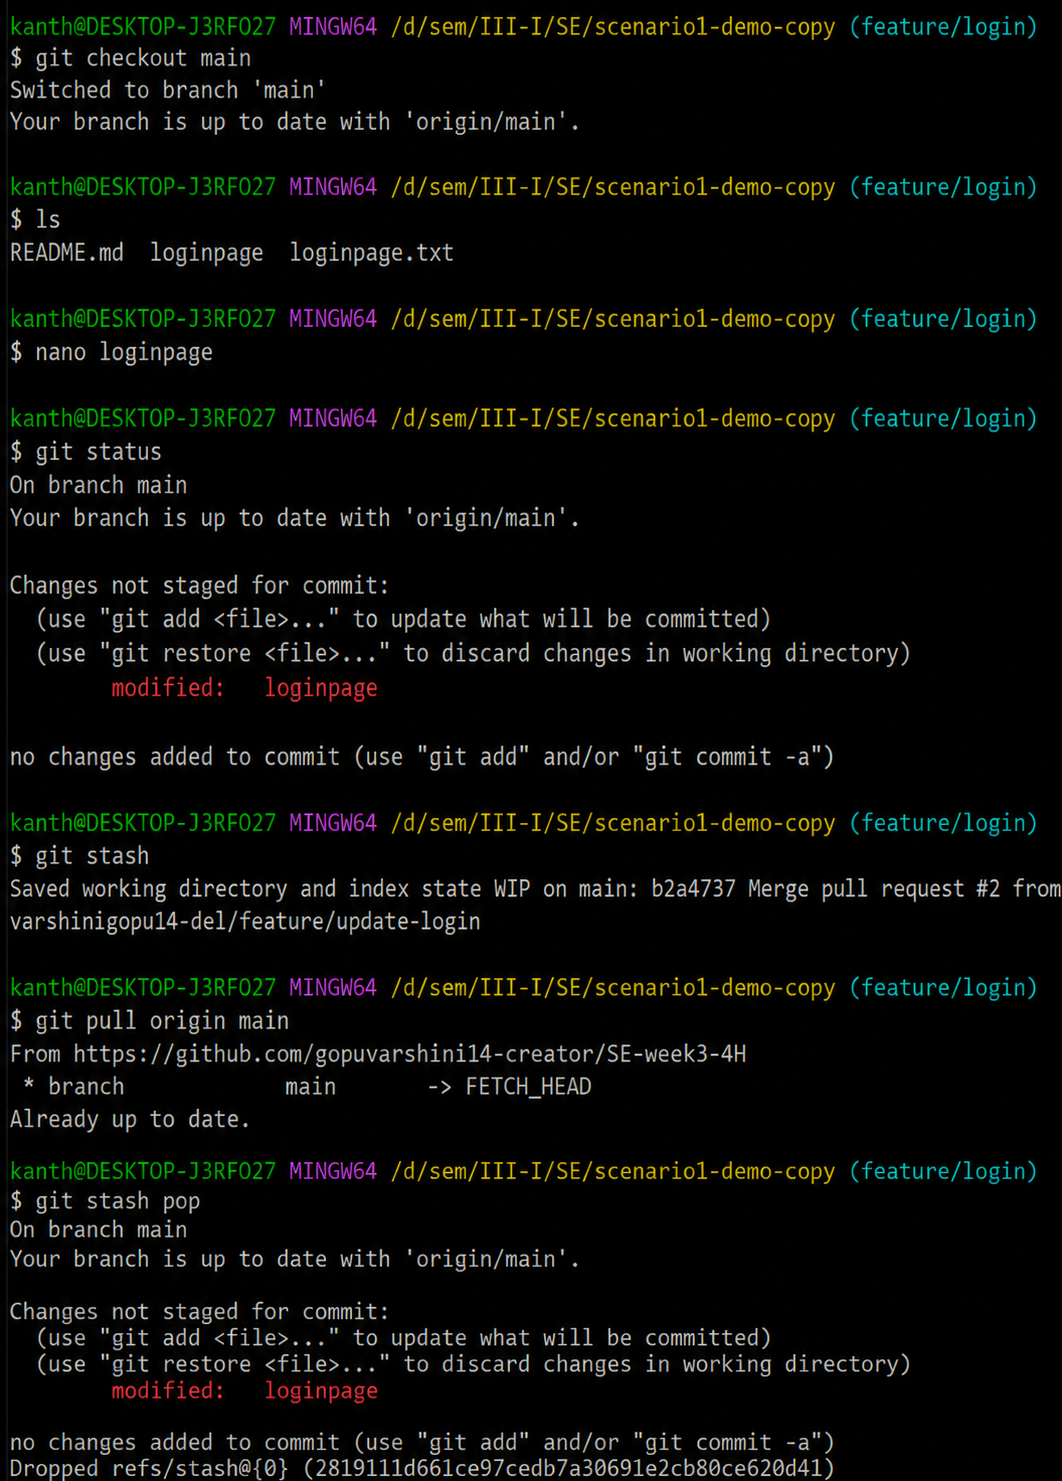 kanth@DESKTOP-J3RFO27 MINGW64 /d/sem/III-I/SE/scenario1-demo-copy (feature/login)
$ git checkout main
Switched to branch 'main'
Your branch is up to date with 'origin/main'.
kanth@DESKTOP-J3RFO27 MINGW64 /d/sem/III-I/SE/scenario1-demo-copy (feature/login)
$ ls
README.md  loginpage  loginpage.txt
kanth@DESKTOP-J3RFO27 MINGW64 /d/sem/III-I/SE/scenario1-demo-copy (feature/login)
$ nano loginpage
kanth@DESKTOP-J3RFO27 MINGW64 /d/sem/III-I/SE/scenario1-demo-copy (feature/login)
$ git status
On branch main
Your branch is up to date with 'origin/main'.
Changes not staged for commit:
  (use "git add <file>..." to update what will be committed)
  (use "git restore <file>..." to discard changes in working directory)
        modified:   loginpage
no changes added to commit (use "git add" and/or "git commit -a")
kanth@DESKTOP-J3RFO27 MINGW64 /d/sem/III-I/SE/scenario1-demo-copy (feature/login)
$ git stash
Saved working directory and index state WIP on main: b2a4737 Merge pull request #2 from
varshinigopu14-del/feature/update-login
kanth@DESKTOP-J3RFO27 MINGW64 /d/sem/III-I/SE/scenario1-demo-copy (feature/login)
$ git pull origin main
From https://github.com/gopuvarshini14-creator/SE-week3-4H
 * branch            main       -> FETCH_HEAD
Already up to date.
kanth@DESKTOP-J3RFO27 MINGW64 /d/sem/III-I/SE/scenario1-demo-copy (feature/login)
$ git stash pop
On branch main
Your branch is up to date with 'origin/main'.
Changes not staged for commit:
  (use "git add <file>..." to update what will be committed)
  (use "git restore <file>..." to discard changes in working directory)
        modified:   loginpage
no changes added to commit (use "git add" and/or "git commit -a")
Dropped refs/stash@{0} (2819111d661ce97cedb7a30691e2cb80ce620d41)